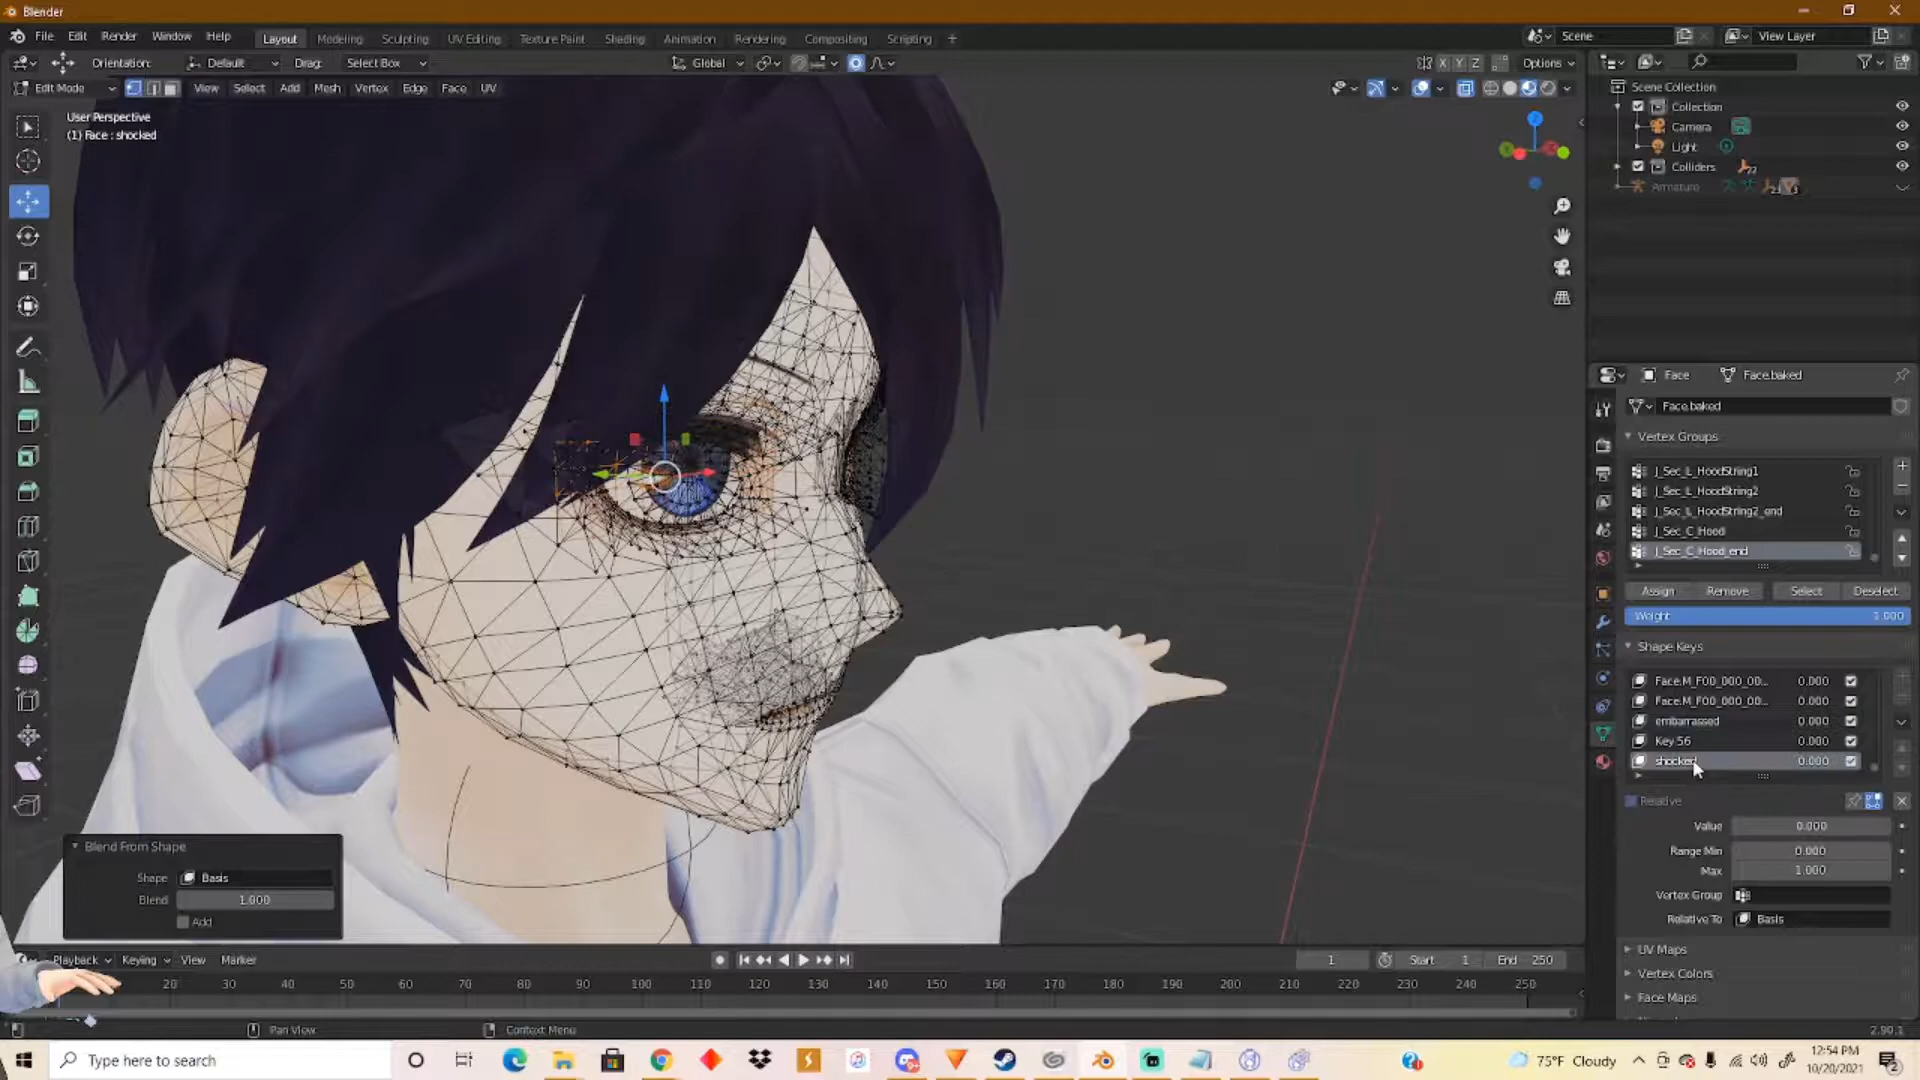 Blender
File Edit Render Window Help
Layout Modeling Sculpting UV Editing Texture Paint Shading Animation Rendering Compositing Scripting +
Scene
View Layer
Orientation: Default Drag: Select Box
Global
X Y Z Options
Edit Mode View Select Add Mesh Vertex Edge Face UV
User Perspective
(1) Face : shocked
Z
Scene Collection
Collection
Camera
Light
Colliders
Armature
Face Face.baked
Face.baked
Vertex Groups
J_Sec_L_HoodString1
J_Sec_L_HoodString2
J_Sec_L_HoodString2_end
J_Sec_C_Hood
J_Sec_C_Hood_end
Assign Remove Select Deselect
Weight 1.000
Shape Keys
Face.M_F00_000_00... 0.000
Face.M_F00_000_00... 0.000
embarrassed 0.000
Key 56 0.000
shocked 0.000
Relative
Value 0.000
Range Min 0.000
Max 1.000
Vertex Group
Relative To Basis
UV Maps
Vertex Colors
Face Maps
Blend From Shape
Shape Basis
Blend 1.000
Add
Playback Keying View Marker
1 Start 1 End 250
20 30 40 50 60 70 80 90 100 110 120 130 140 150 160 170 180 190 200 210 220 230 240 250
Pan View Context Menu
2.90.1
Type here to search
75°F Cloudy
12:54 PM
10/20/2021